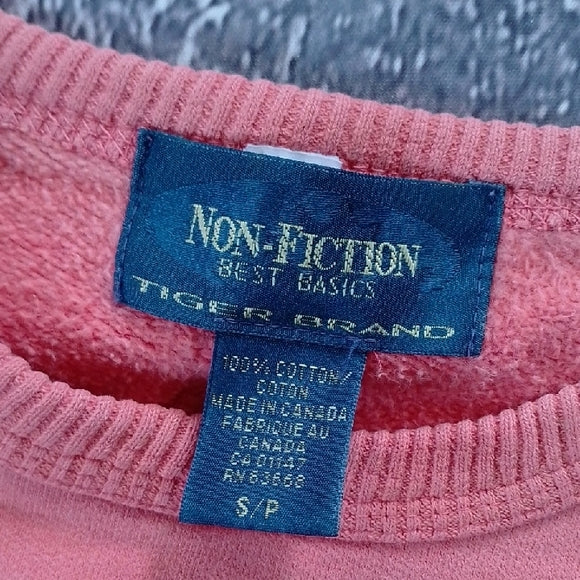 NON-FICTION
BEST BASICS
TIGER BRAND
100% COTTON/
COTON
MADE IN CANADA
FABRIQUE AU
CANADA
CA 01147
RN 63668
S/P